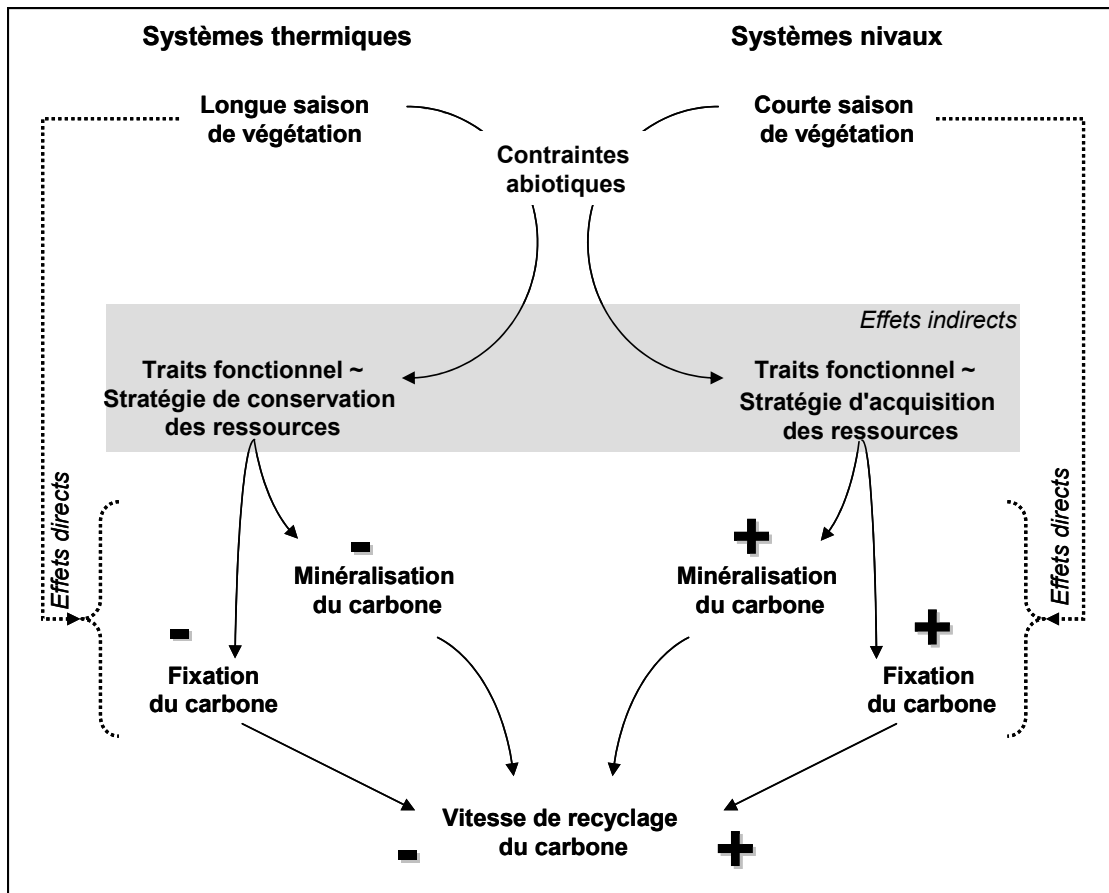 Systèmes thermiques
Systèmes nivaux
Longue saison
de végétation
Courte saison
de végétation
Contraintes
abiotiques
Effets indirects
Traits fonctionnel ~
Stratégie de conservation
des ressources
Traits fonctionnel ~
Stratégie d'acquisition
des ressources
Effets directs
Effets directs
-
Minéralisation
du carbone
+
Minéralisation
du carbone
-
Fixation
du carbone
+
Fixation
du carbone
Vitesse de recyclage
du carbone
-
+